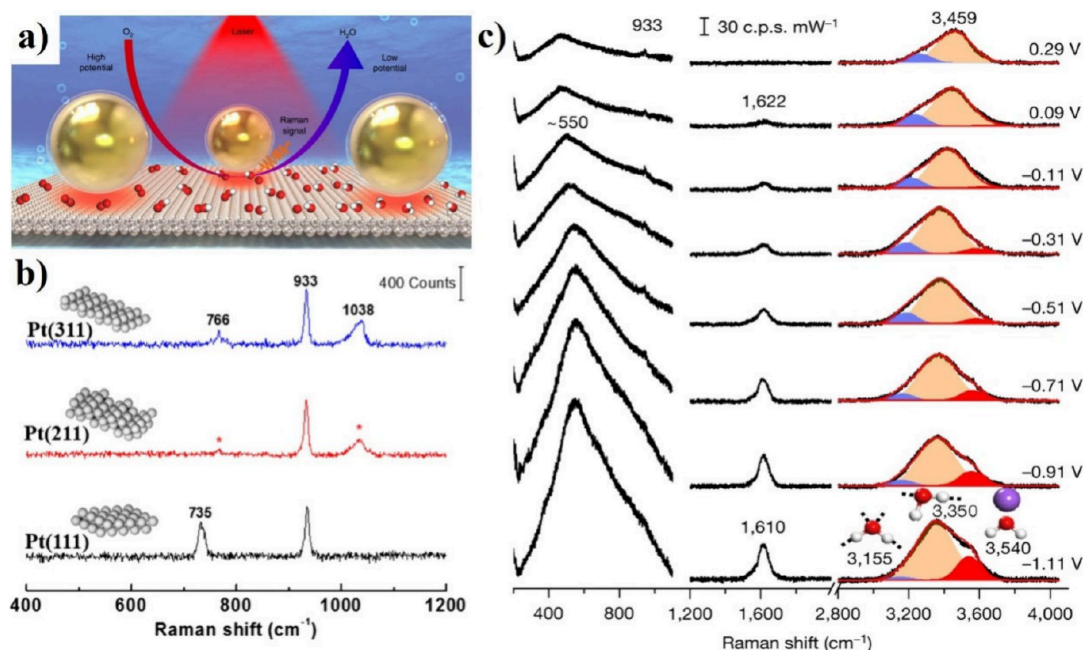 a)
O₂
Laser
H₂O
High
potential
Low
potential
Raman
signal
b)
400 Counts
Pt(311)
766
933
1038
Pt(211)
*
*
Pt(111)
735
400
600
800
1000
1200
Raman shift (cm⁻¹)
c)
933
30 c.p.s. mW⁻¹
3,459
0.29 V
1,622
0.09 V
~550
−0.11 V
−0.31 V
−0.51 V
−0.71 V
−0.91 V
1,610
3,155
3,350
3,540
−1.11 V
400
800
1,200
1,600
2,800
3,200
3,600
4,000
Raman shift (cm⁻¹)